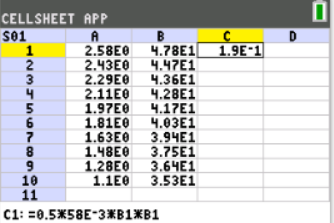 CELLSHEET APP
S01 A B C D
1 2.58E0 4.78E1 1.9E⁻1
2 2.43E0 4.47E1
3 2.29E0 4.36E1
4 2.11E0 4.28E1
5 1.97E0 4.17E1
6 1.81E0 4.03E1
7 1.63E0 3.94E1
8 1.48E0 3.75E1
9 1.28E0 3.64E1
10 1.1E0 3.53E1
11
C1: =0.5*58E⁻3*B1*B1